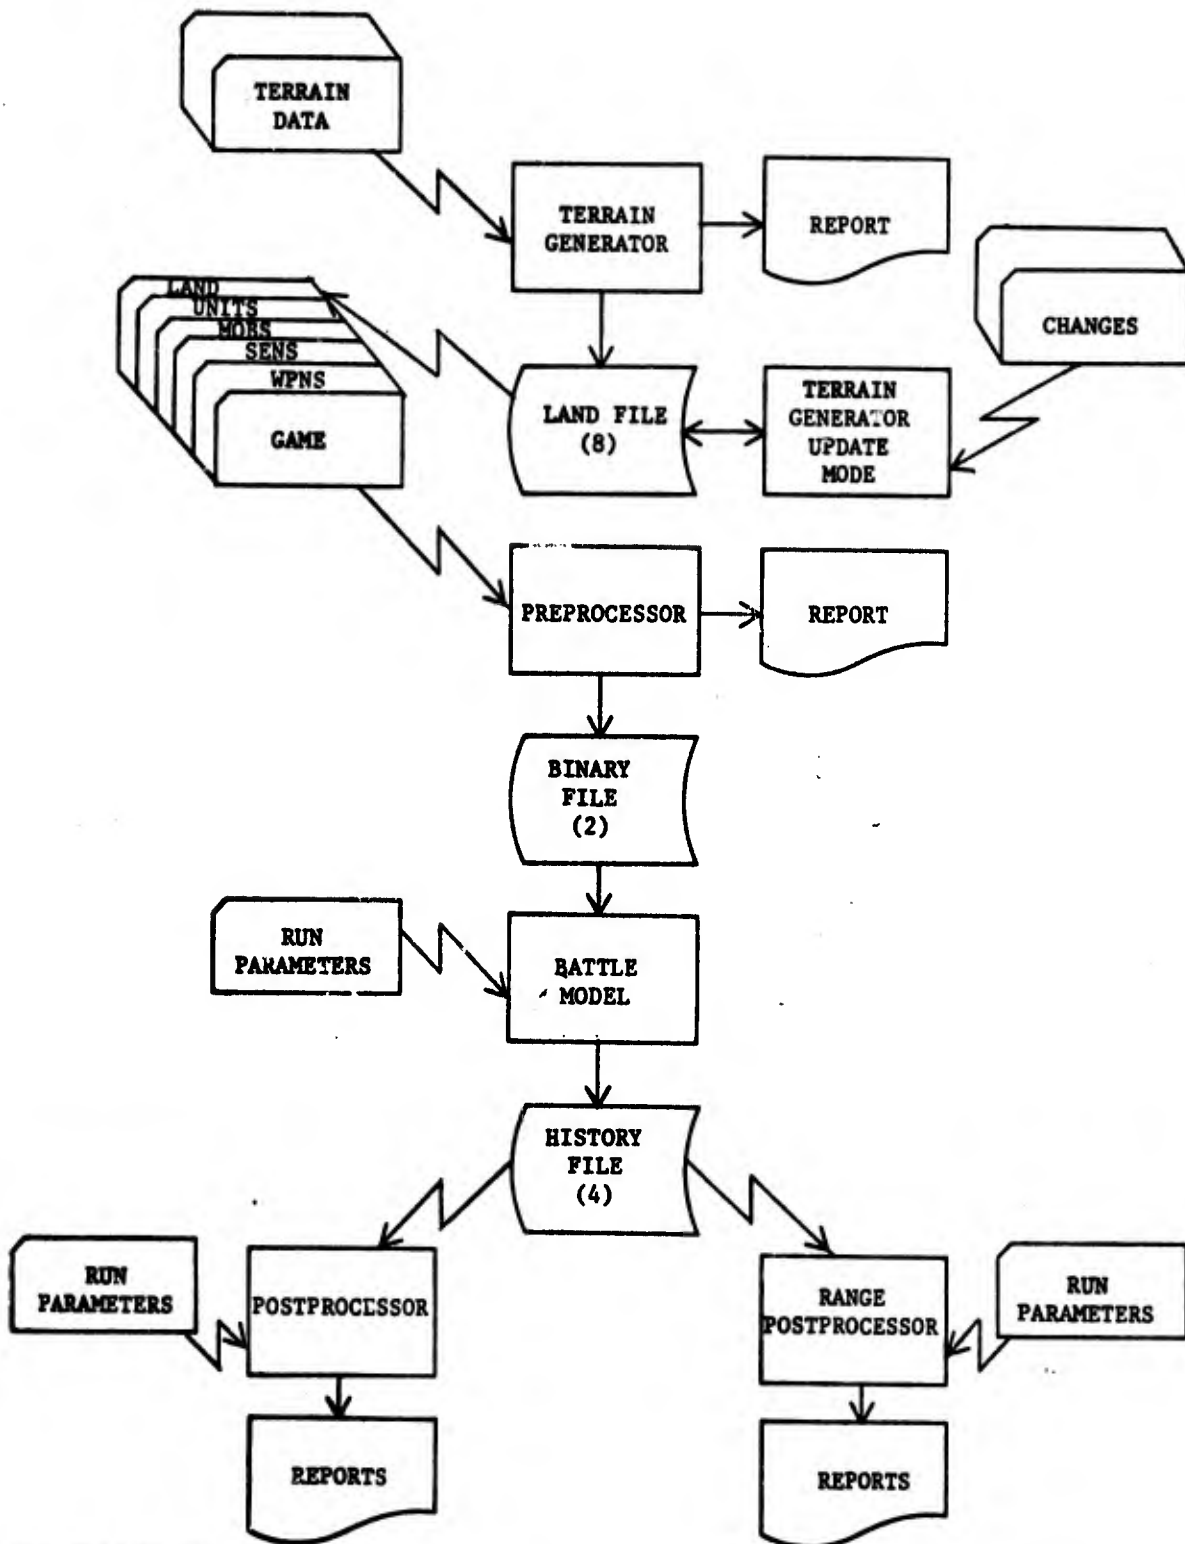 TERRAIN
DATA
TERRAIN
GENERATOR
REPORT
CHANGES
LAND
UNITS
MOBS
SENS
WPNS
GAME
LAND FILE
(8)
TERRAIN
GENERATOR
UPDATE
MODE
PREPROCESSOR
REPORT
BINARY
FILE
(2)
RUN
PARAMETERS
BATTLE
MODEL
HISTORY
FILE
(4)
RUN
PARAMETERS
POSTPROCESSOR
RANGE
POSTPROCESSOR
RUN
PARAMETERS
REPORTS
REPORTS